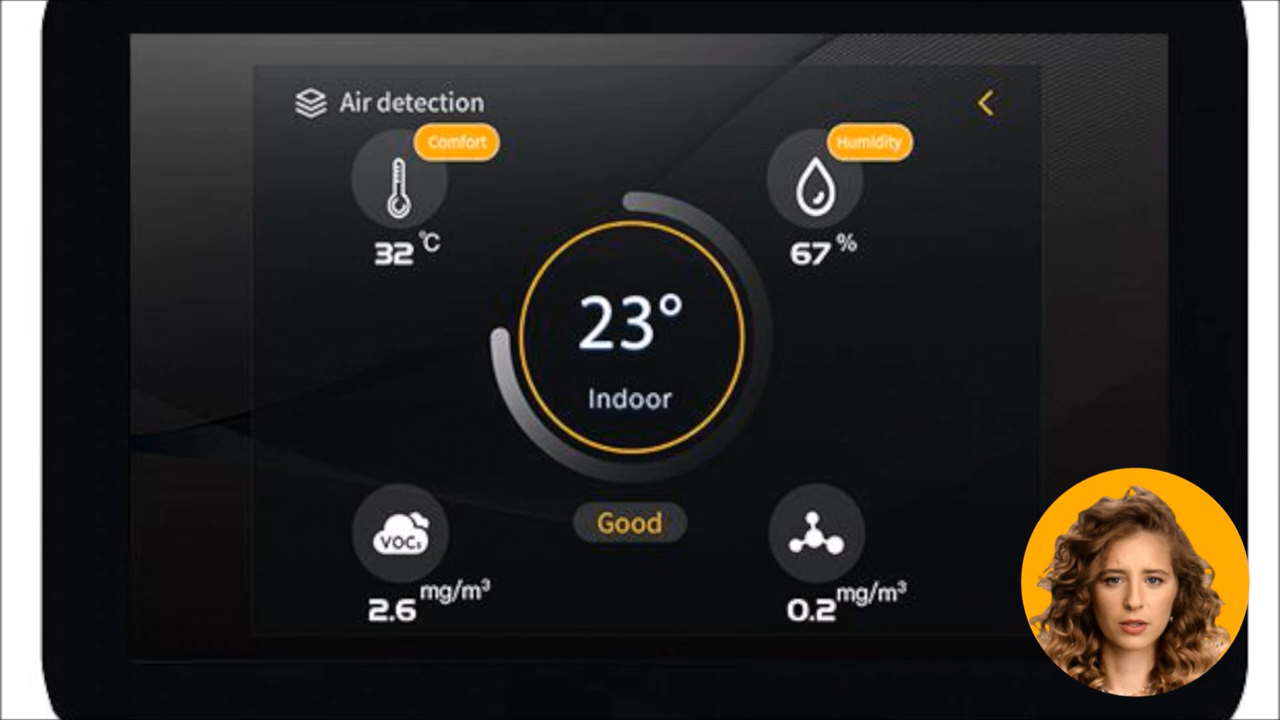 Air detection
Comfort
Humidity
32 ℃
67 %
23°
Indoor
Good
VOCs
2.6 mg/m³
0.2 mg/m³